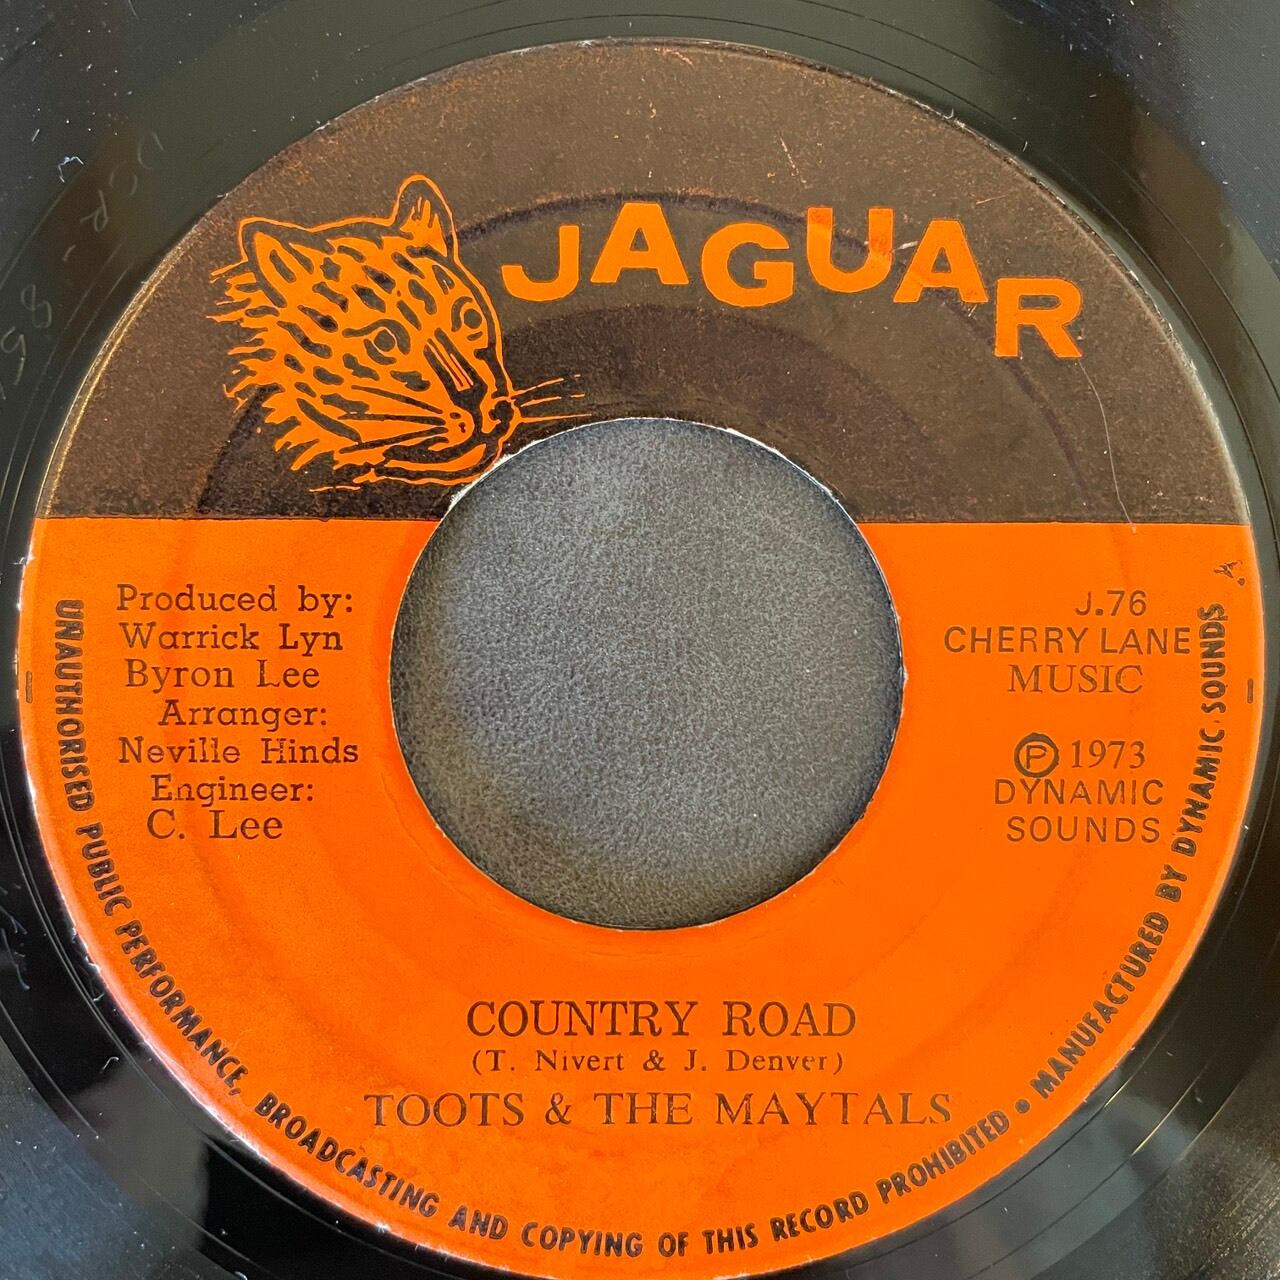 JAGUAR
Produced by:
Warrick Lyn
Byron Lee
Arranger:
Neville Hinds
Engineer:
C. Lee
J.76
CHERRY LANE
MUSIC
Ⓟ 1973
DYNAMIC
SOUNDS
COUNTRY ROAD
(T. Nivert & J. Denver)
TOOTS & THE MAYTALS
UNAUTHORISED PUBLIC PERFORMANCE, BROADCASTING AND COPYING OF THIS RECORD PROHIBITED • MANUFACTURED BY DYNAMIC SOUNDS